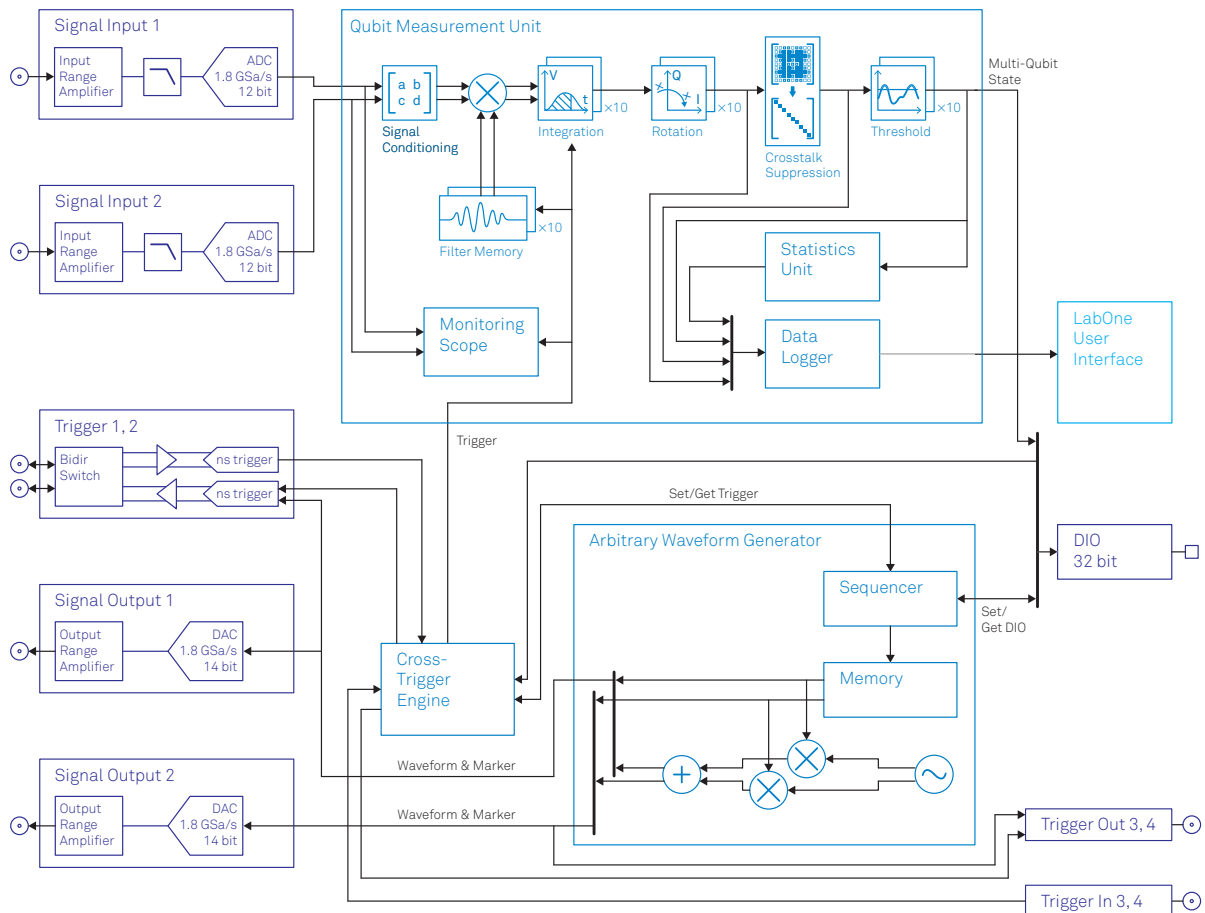 Signal Input 1
Input
Range
Amplifier
ADC
1.8 GSa/s
12 bit
Signal Input 2
Input
Range
Amplifier
ADC
1.8 GSa/s
12 bit
Qubit Measurement Unit
a b
c d
Signal
Conditioning
V
t
×10
Integration
Q
I
×10
Rotation
Crosstalk
Suppression
×10
Threshold
Multi-Qubit
State
×10
Filter Memory
Monitoring
Scope
Statistics
Unit
Data
Logger
LabOne
User
Interface
Trigger 1, 2
Bidir
Switch
ns trigger
ns trigger
Trigger
Set/Get Trigger
Arbitrary Waveform Generator
Sequencer
Set/
Get DIO
DIO
32 bit
Memory
Signal Output 1
Output
Range
Amplifier
DAC
1.8 GSa/s
14 bit
Cross-
Trigger
Engine
Waveform & Marker
Signal Output 2
Output
Range
Amplifier
DAC
1.8 GSa/s
14 bit
Waveform & Marker
Trigger Out 3, 4
Trigger In 3, 4